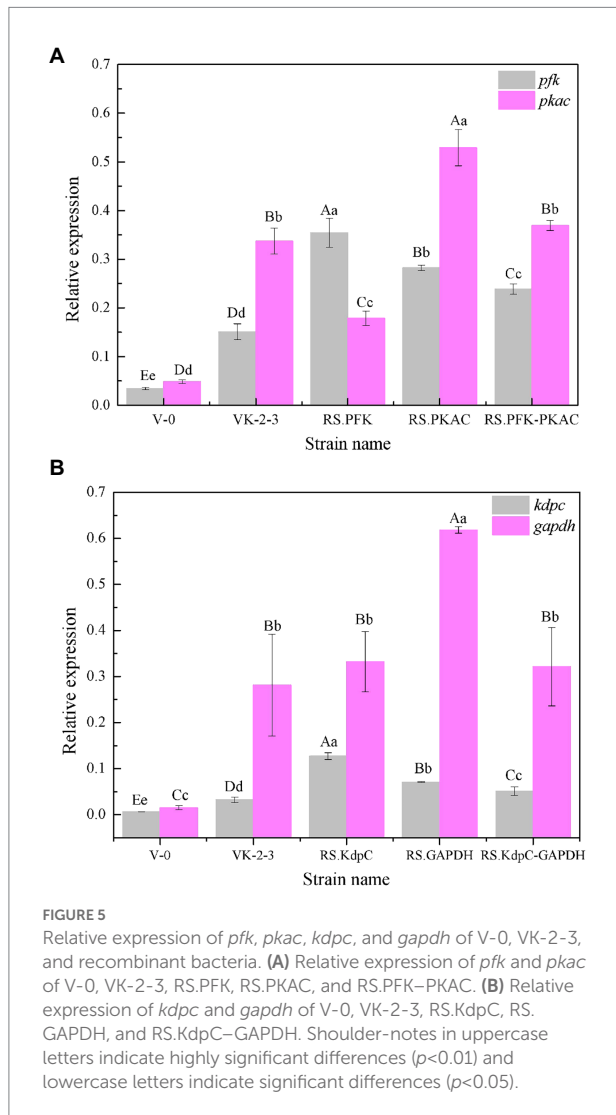 A
0.7
0.6
0.5
0.4
0.3
0.2
0.1
0.0
Relative expression
pfk
pkac
Ee
Dd
Dd
Bb
Aa
Cc
Bb
Aa
Cc
Bb
V-0
VK-2-3
RS.PFK
RS.PKAC
RS.PFK-PKAC
Strain name
B
0.7
0.6
0.5
0.4
0.3
0.2
0.1
0.0
Relative expression
kdpc
gapdh
Ee
Cc
Dd
Bb
Aa
Bb
Bb
Aa
Cc
Bb
V-0
VK-2-3
RS.KdpC
RS.GAPDH
RS.KdpC-GAPDH
Strain name
FIGURE 5
Relative expression of pfk, pkac, kdpc, and gapdh of V-0, VK-2-3,
and recombinant bacteria. (A) Relative expression of pfk and pkac
of V-0, VK-2-3, RS.PFK, RS.PKAC, and RS.PFK–PKAC. (B) Relative
expression of kdpc and gapdh of V-0, VK-2-3, RS.KdpC, RS.
GAPDH, and RS.KdpC–GAPDH. Shoulder-notes in uppercase
letters indicate highly significant differences (p<0.01) and
lowercase letters indicate significant differences (p<0.05).